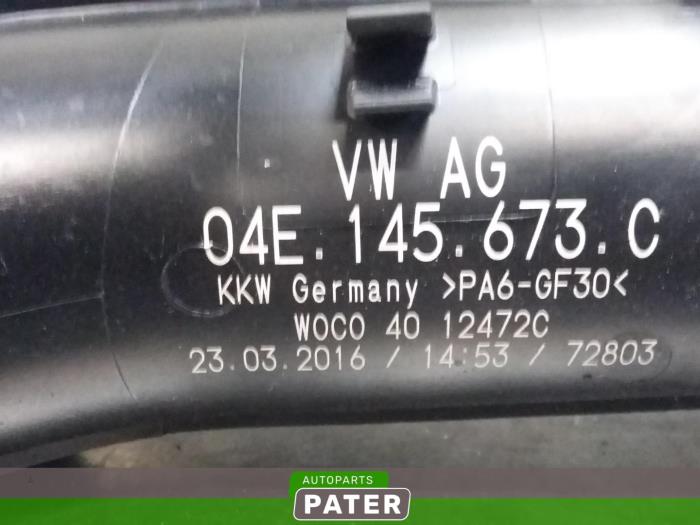 VW AG
04E.145.673.C
KKW Germany >PA6-GF30<
WOCO 40 12472C
23.03.2016 / 14:53 / 72803
AUTOPARTS
PATER